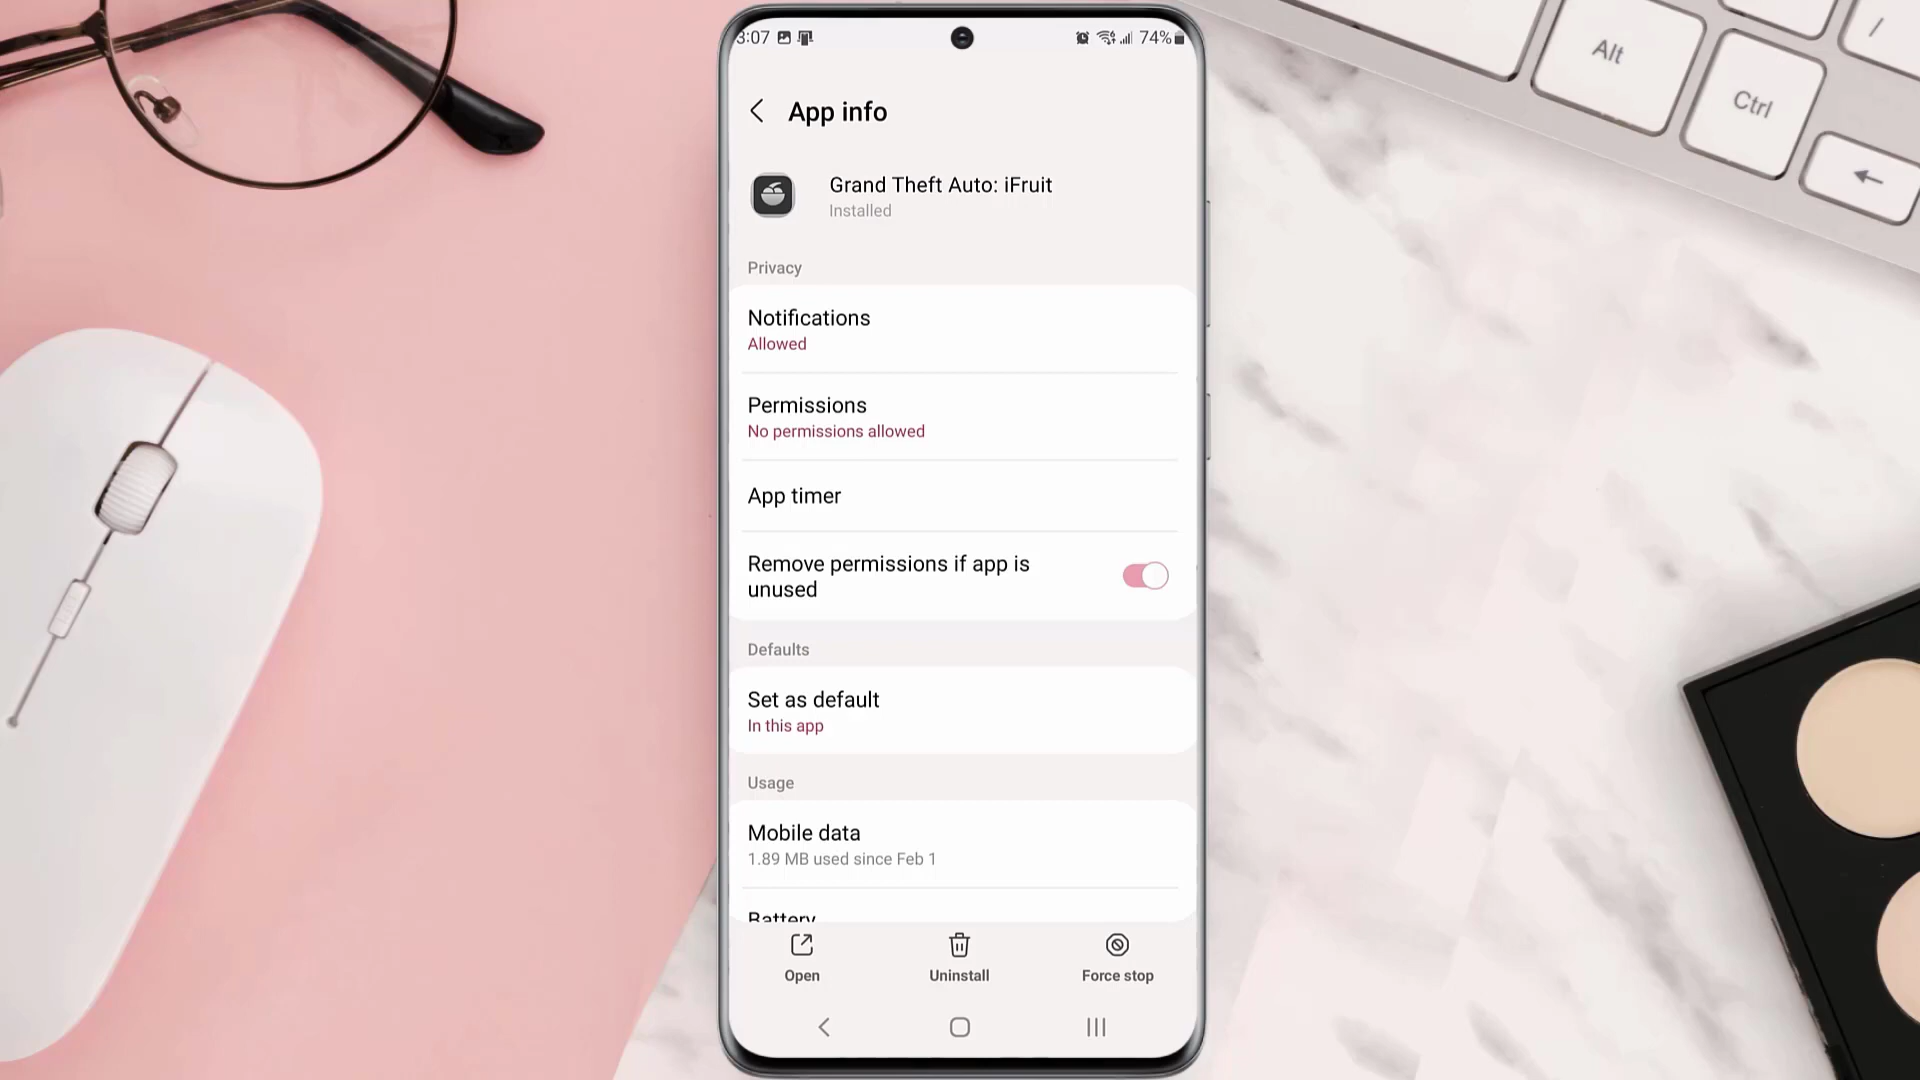 3:07
74%
App info
Grand Theft Auto: iFruit
Installed
Privacy
Notifications
Allowed
Permissions
No permissions allowed
App timer
Remove permissions if app is
unused
Defaults
Set as default
In this app
Usage
Mobile data
1.89 MB used since Feb 1
Battery
Open
Uninstall
Force stop
Alt
Ctrl
/